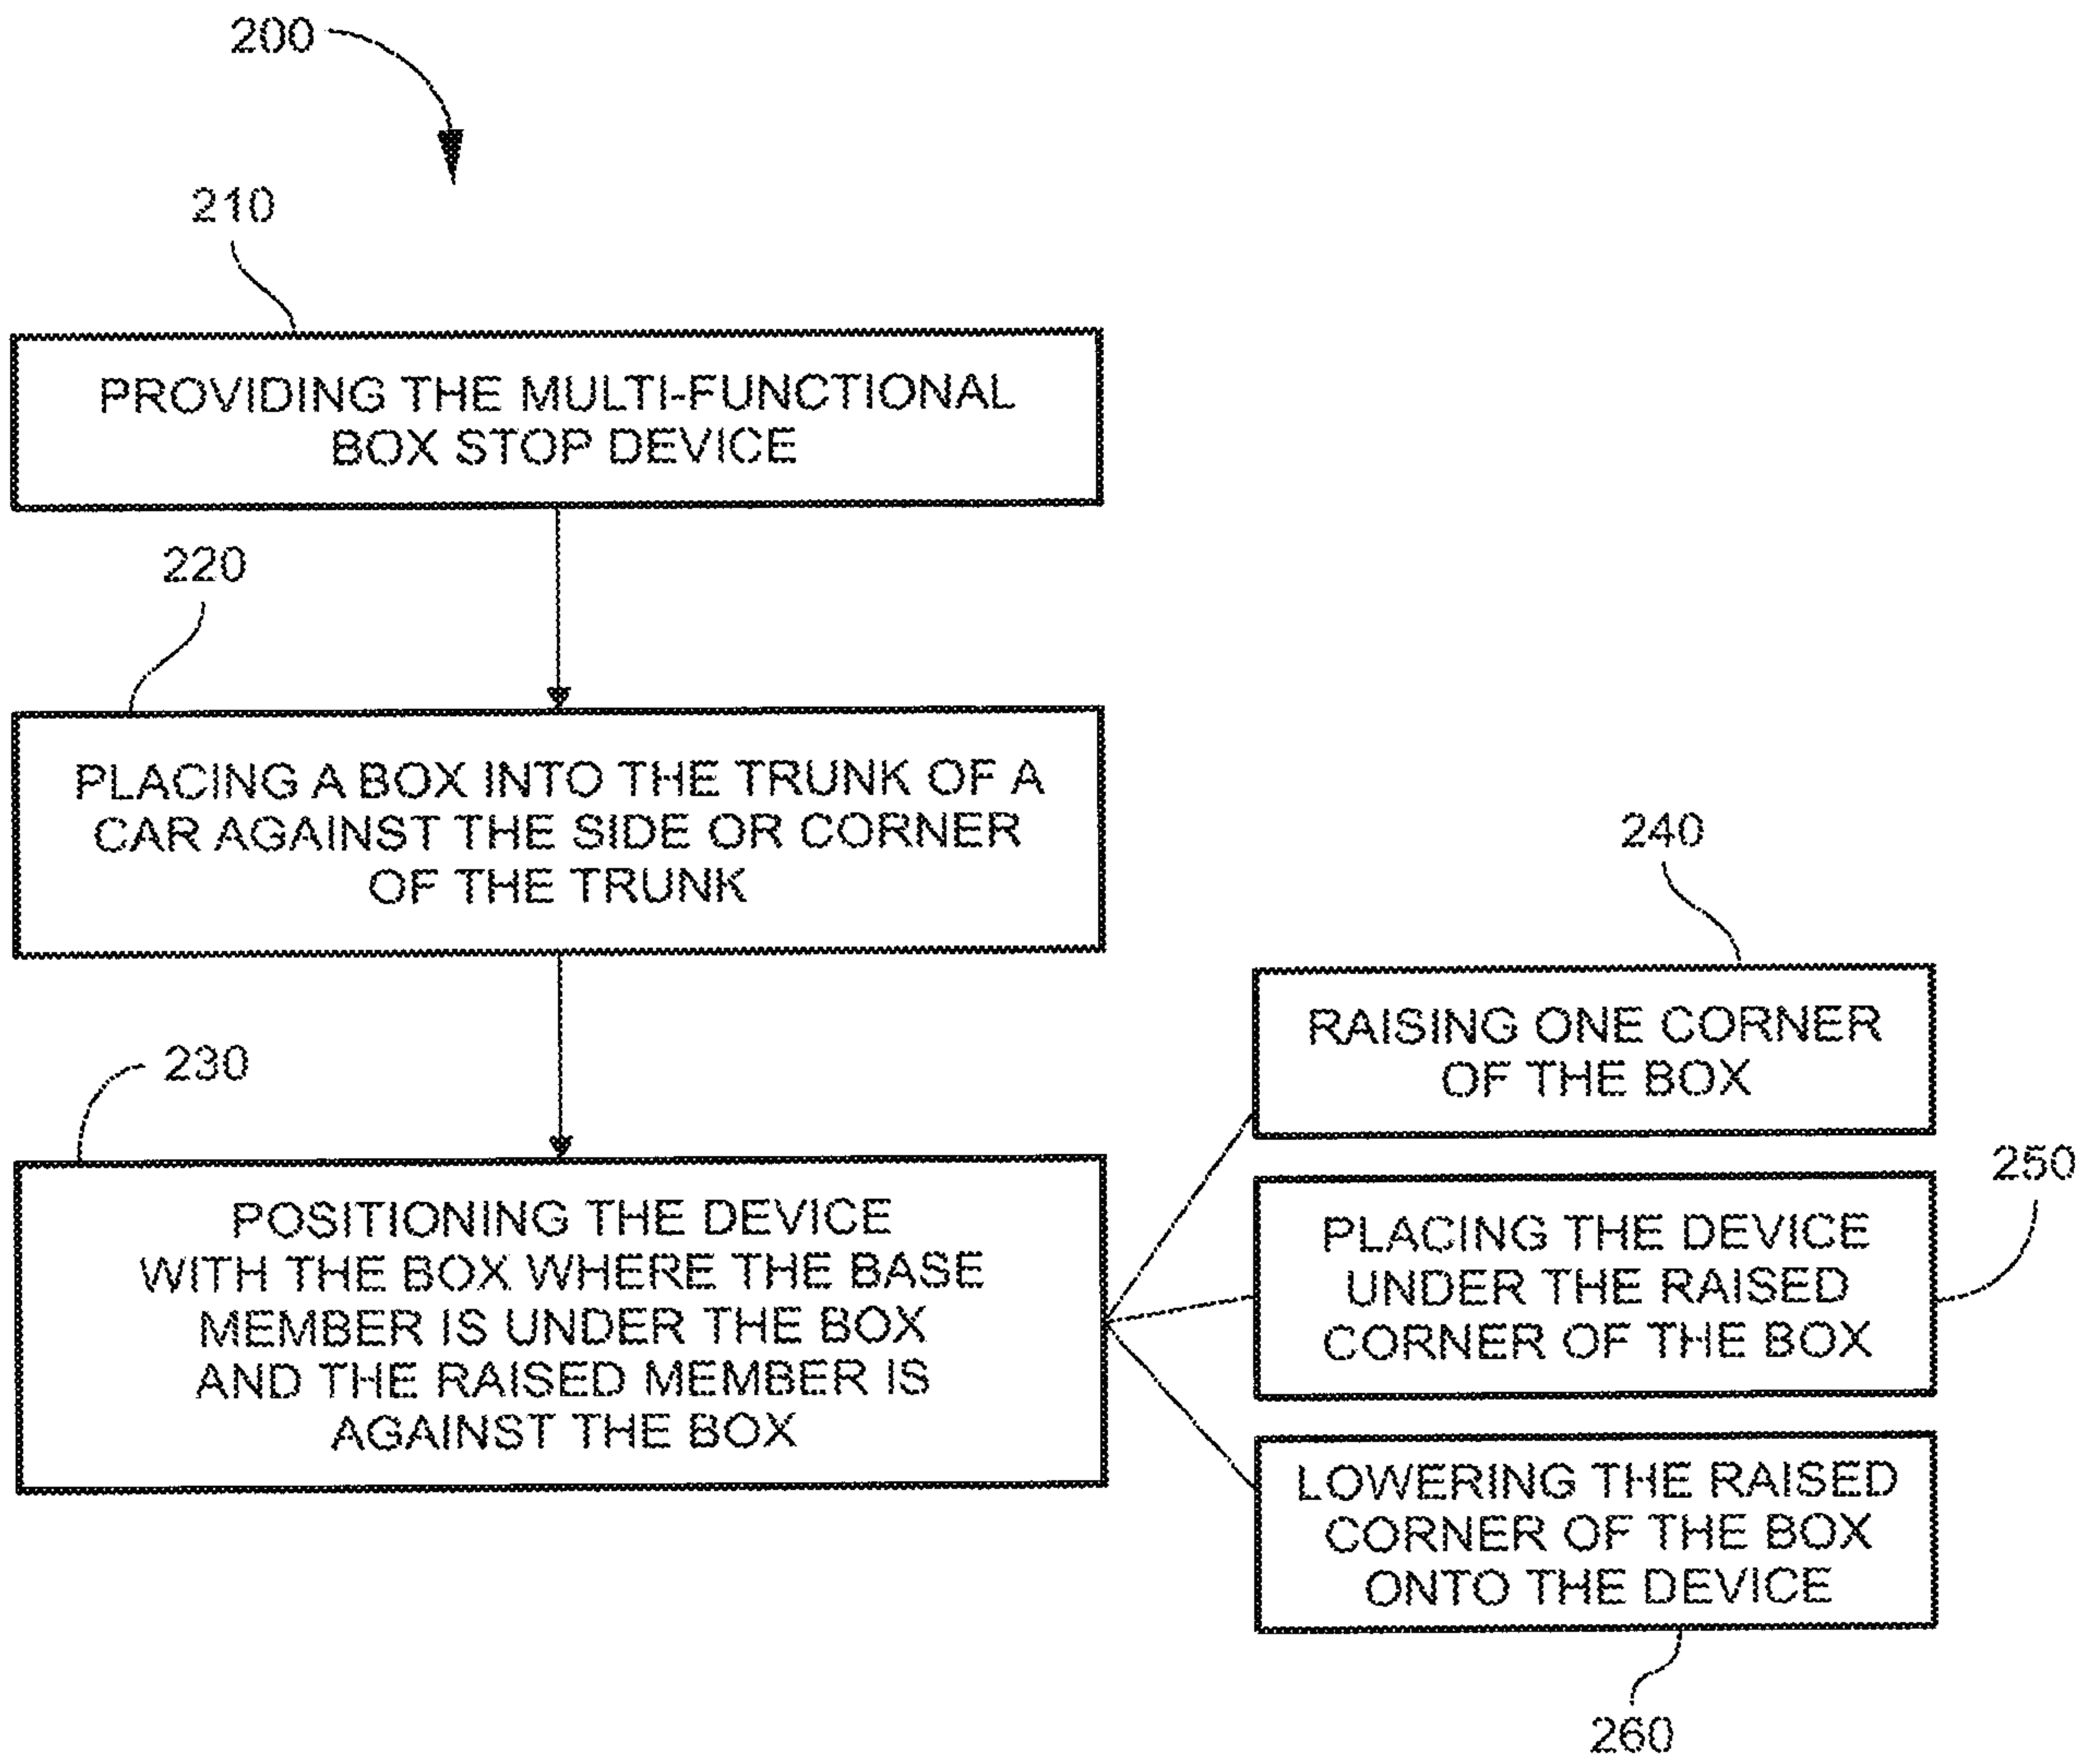 200
210
PROVIDING THE MULTI-FUNCTIONAL
BOX STOP DEVICE
220
PLACING A BOX INTO THE TRUNK OF A
CAR AGAINST THE SIDE OR CORNER
OF THE TRUNK
230
POSITIONING THE DEVICE
WITH THE BOX WHERE THE BASE
MEMBER IS UNDER THE BOX
AND THE RAISED MEMBER IS
AGAINST THE BOX
240
RAISING ONE CORNER
OF THE BOX
250
PLACING THE DEVICE
UNDER THE RAISED
CORNER OF THE BOX
LOWERING THE RAISED
CORNER OF THE BOX
ONTO THE DEVICE
260